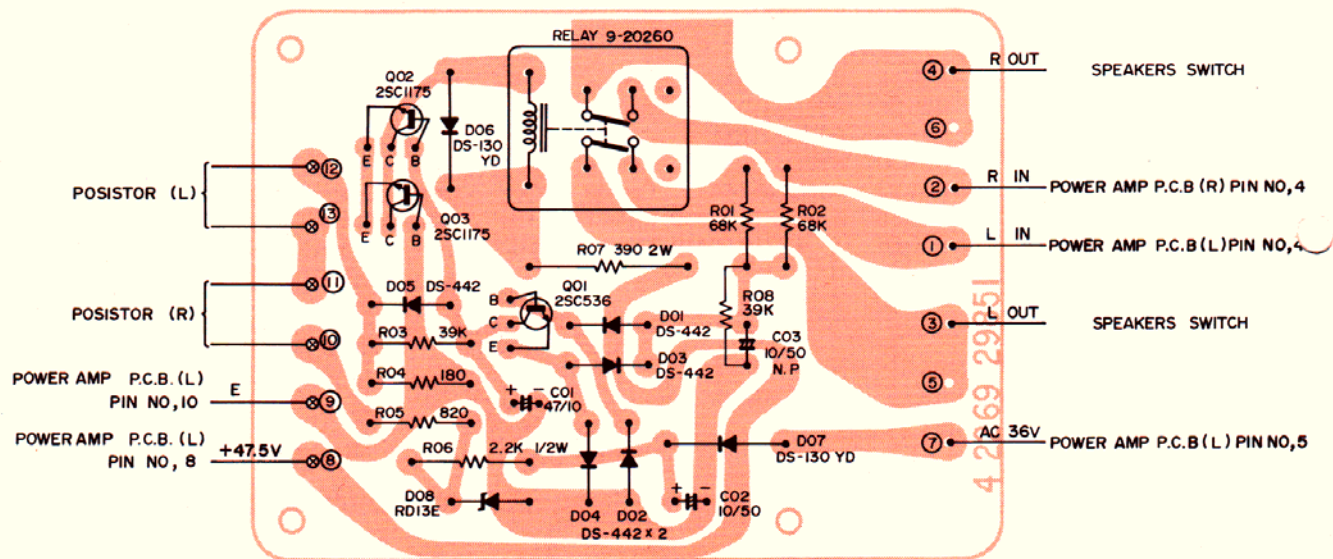 RELAY 9-20260
Q02
2SC1175
D06
DS-130
YD
E C B
Q03
2SC1175
E C B
④ R OUT SPEAKERS SWITCH
⑥
② R IN POWER AMP P.C.B (R) PIN NO,4
① L IN POWER AMP P.C.B (L) PIN NO,4
③ L OUT SPEAKERS SWITCH
⑤
⑦ AC 36V POWER AMP P.C.B (L) PIN NO,5
POSISTOR (L)
⑫
⑬
POSISTOR (R)
⑪
⑩
POWER AMP P.C.B. (L)
PIN NO, 10 E ⑨
POWER AMP P.C.B. (L)
PIN NO, 8 +47.5V ⑧
R01
68K
R02
68K
R07 390 2W
D05 DS-442
R03 39K
R04 180
R05 820
R06 2.2K 1/2W
D08
RD13E
Q01
2SC536
B
C
E
D01
DS-442
D03
DS-442
R08
39K
C03
10/50
N.P
+ − C01
47/10
D07
DS-130 YD
+ − C02
10/50
D04 D02
DS-442 × 2
4 2269 29851